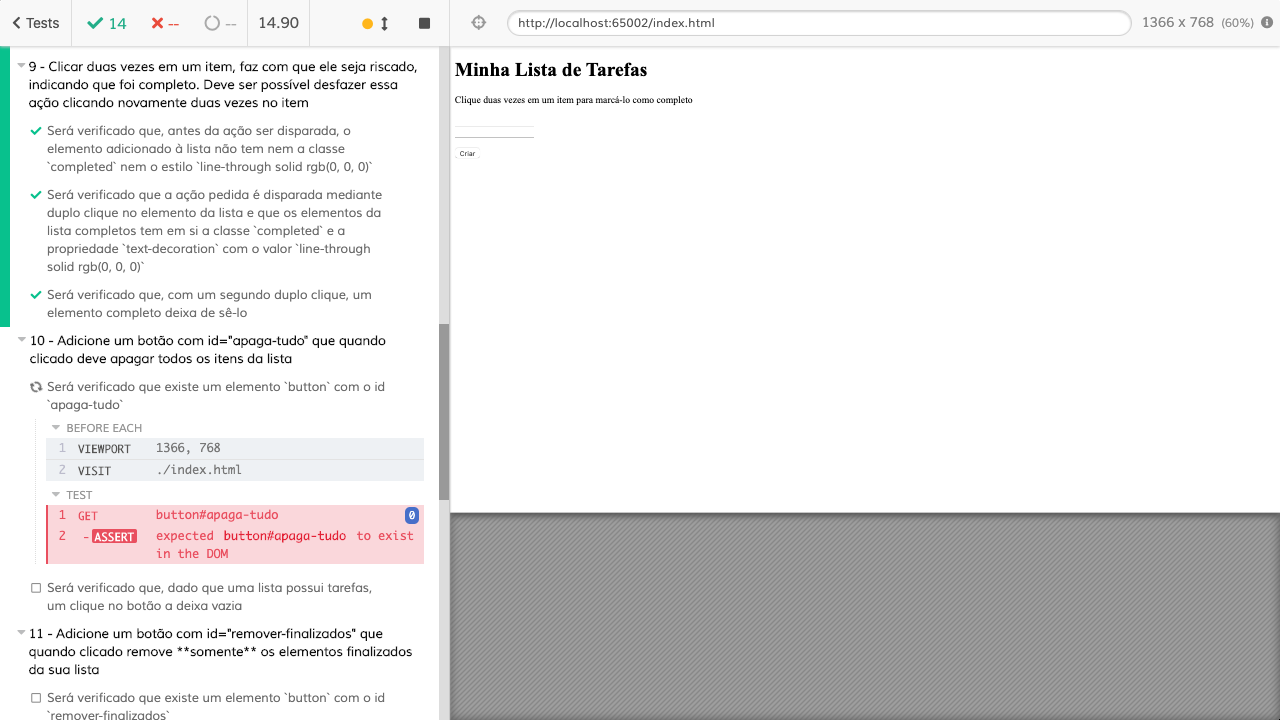 Tests
14
--
--
14.90
http://localhost:65002/index.html
1366 x 768 (60%)
9 - Clicar duas vezes em um item, faz com que ele seja riscado,
indicando que foi completo. Deve ser possível desfazer essa
ação clicando novamente duas vezes no item
Será verificado que, antes da ação ser disparada, o
elemento adicionado à lista não tem nem a classe
`completed` nem o estilo `line-through solid rgb(0, 0, 0)`
Será verificado que a ação pedida é disparada mediante
duplo clique no elemento da lista e que os elementos da
lista completos tem em si a classe `completed` e a
propriedade `text-decoration` com o valor `line-through
solid rgb(0, 0, 0)`
Será verificado que, com um segundo duplo clique, um
elemento completo deixa de sê-lo
10 - Adicione um botão com id="apaga-tudo" que quando
clicado deve apagar todos os itens da lista
Será verificado que existe um elemento `button` com o id
`apaga-tudo`
BEFORE EACH
1 VIEWPORT 1366, 768
2 VISIT ./index.html
TEST
1 GET button#apaga-tudo 0
2 -ASSERT expected button#apaga-tudo to exist
in the DOM
Será verificado que, dado que uma lista possui tarefas,
um clique no botão a deixa vazia
11 - Adicione um botão com id="remover-finalizados" que
quando clicado remove **somente** os elementos finalizados
da sua lista
Será verificado que existe um elemento `button` com o id
`remover-finalizados`
Minha Lista de Tarefas
Clique duas vezes em um item para marcá-lo como completo
Criar